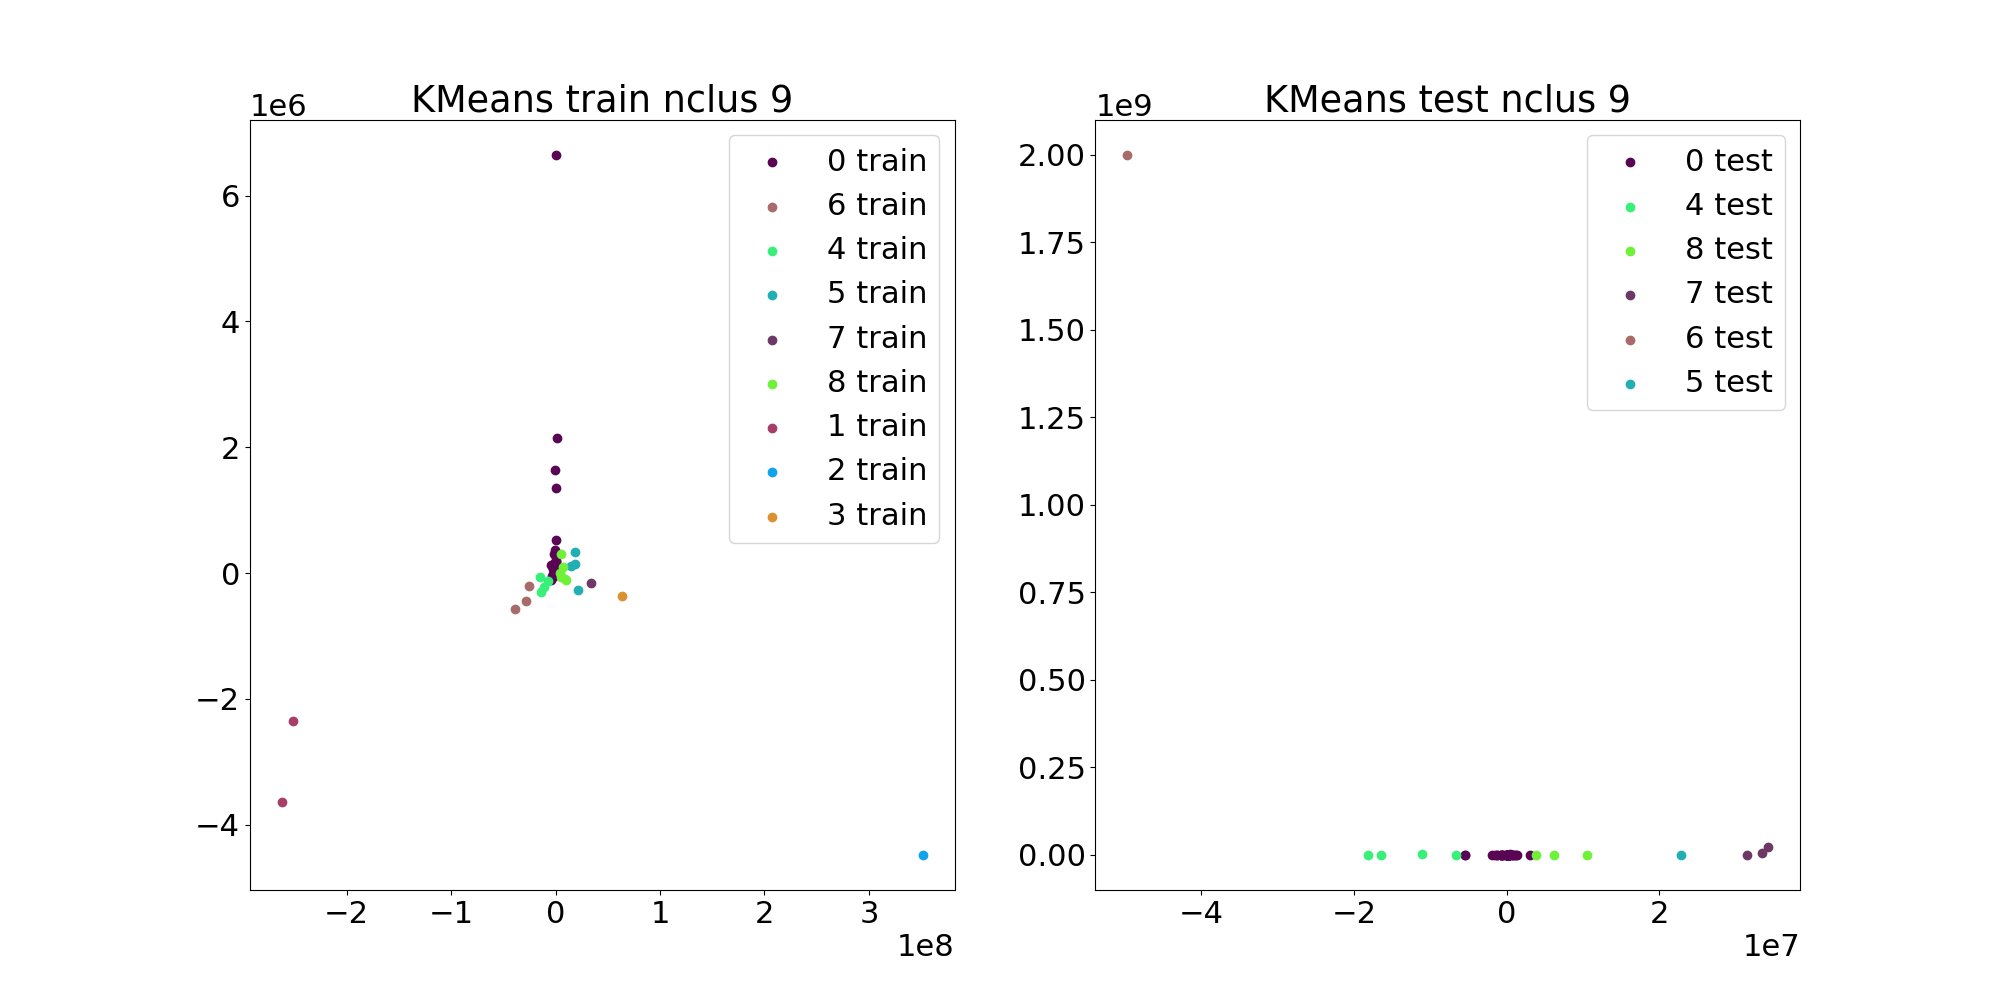 KMeans train nclus 9
1e6
6
4
2
0
−2
−4
−2
−1
0
1
2
3
1e8
0 train
6 train
4 train
5 train
7 train
8 train
1 train
2 train
3 train
KMeans test nclus 9
1e9
2.00
1.75
1.50
1.25
1.00
0.75
0.50
0.25
0.00
−4
−2
0
2
1e7
0 test
4 test
8 test
7 test
6 test
5 test